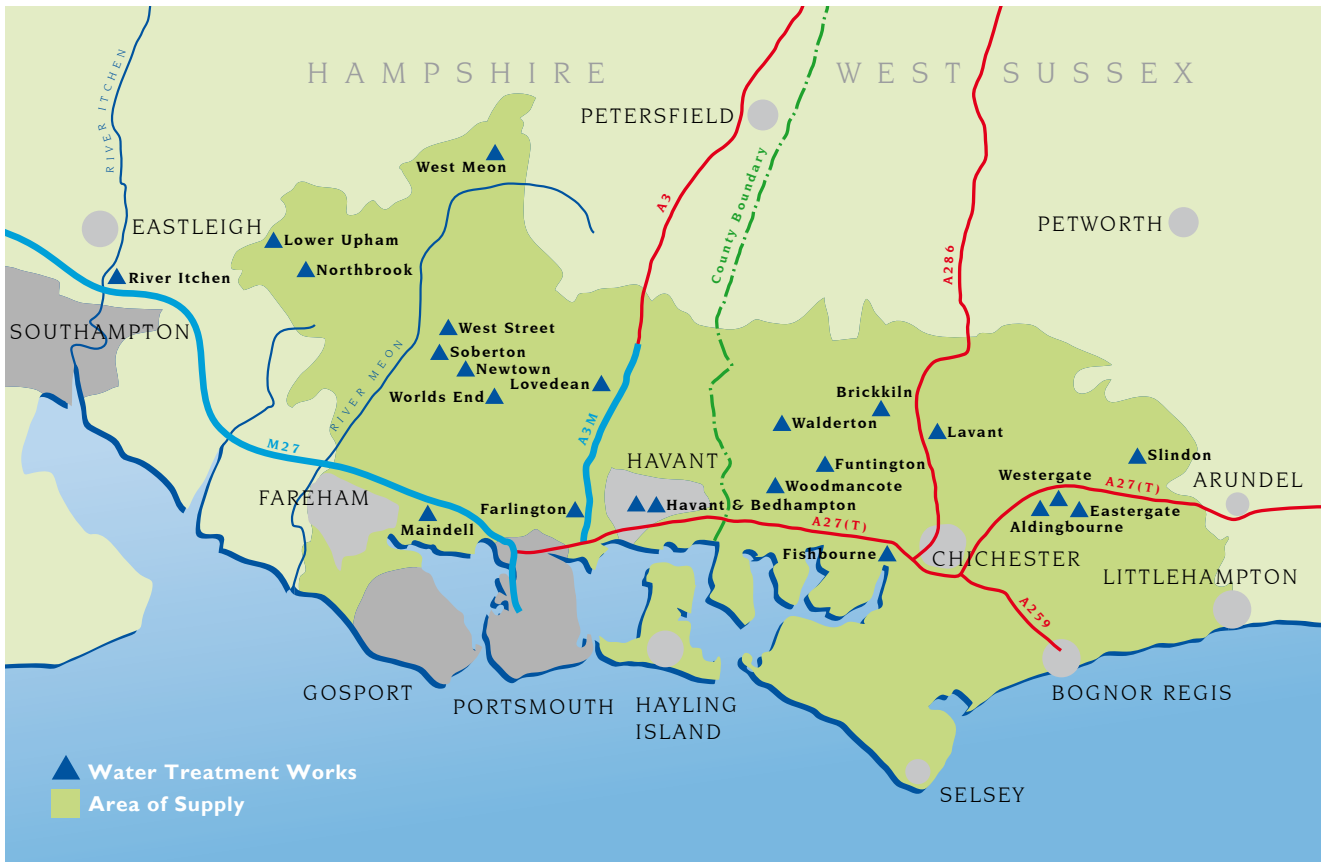 HAMPSHIRE
WEST SUSSEX
RIVER ITCHEN
PETERSFIELD
West Meon
County Boundary
A3
EASTLEIGH
PETWORTH
Lower Upham
A286
Northbrook
River Itchen
SOUTHAMPTON
West Street
Soberton
Newtown
RIVER MEON
Lovedean
Worlds End
Brickkiln
Walderton
Lavant
A3M
M27
HAVANT
Funtington
Slindon
Westergate
ARUNDEL
Woodmancote
A27(T)
FAREHAM
Farlington
Havant & Bedhampton
Eastergate
Maindell
A27(T)
Aldingbourne
Fishbourne
CHICHESTER
LITTLEHAMPTON
A259
GOSPORT
PORTSMOUTH
HAYLING
ISLAND
BOGNOR REGIS
Water Treatment Works
SELSEY
Area of Supply